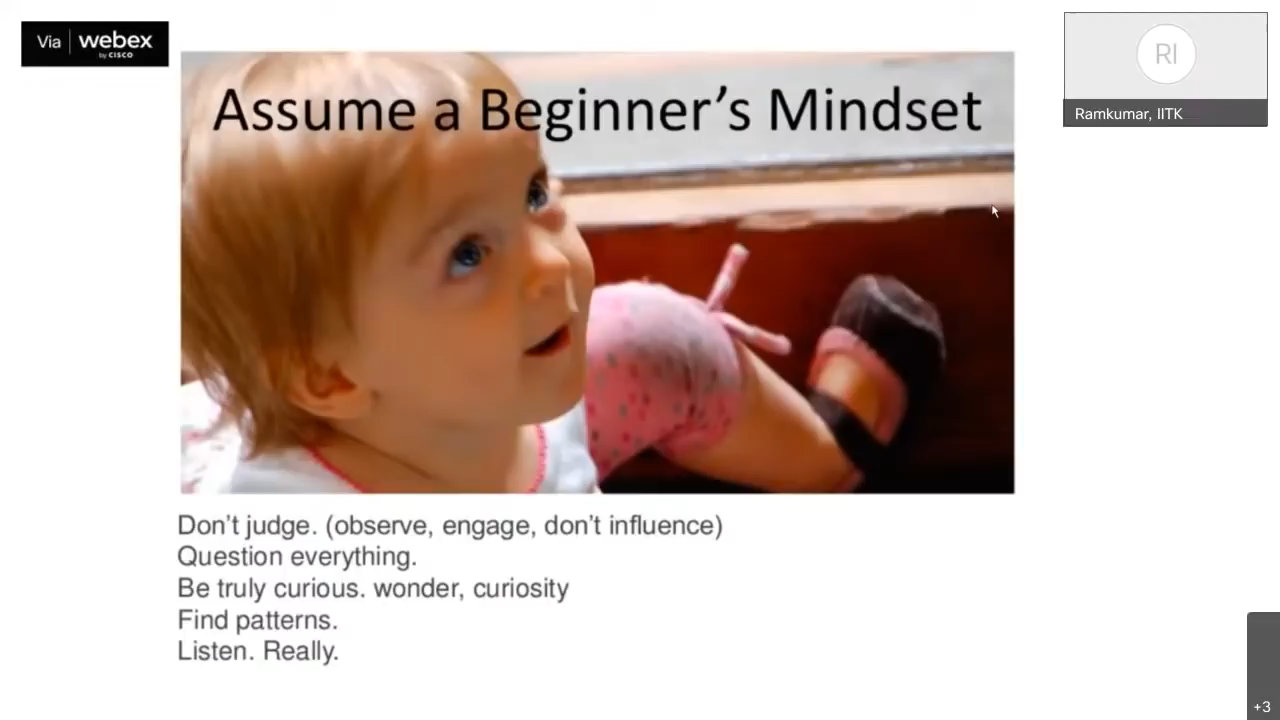 Via webex
by CISCO
RI
Ramkumar, IITK
Assume a Beginner's Mindset
Don't judge. (observe, engage, don't influence)
Question everything.
Be truly curious. wonder, curiosity
Find patterns.
Listen. Really.
+3